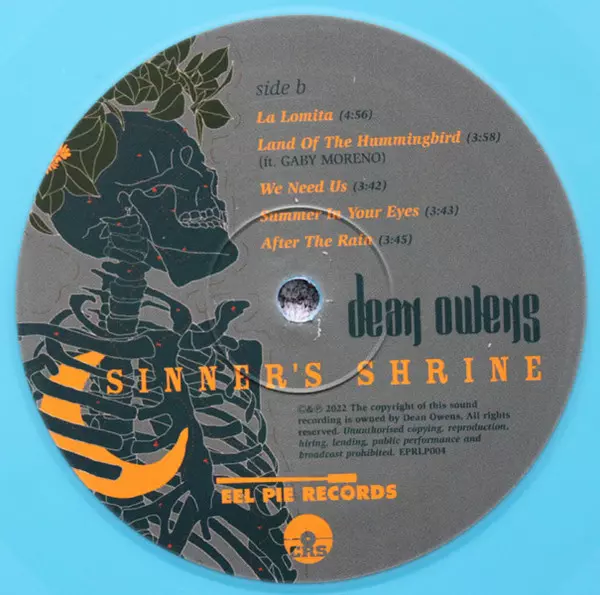 side b
La Lomita (4:56)
Land Of The Hummingbird (3:58)
(ft. GABY MORENO)
We Need Us (3:42)
Summer In Your Eyes (3:43)
After The Rain (3:45)
dean owens
SINNER'S SHRINE
©&℗ 2022 The copyright of this sound
recording is owned by Dean Owens. All rights
reserved. Unauthorised copying, reproduction,
hiring, lending, public performance and
broadcast prohibited. EPRLP004
EEL PIE RECORDS
CRS